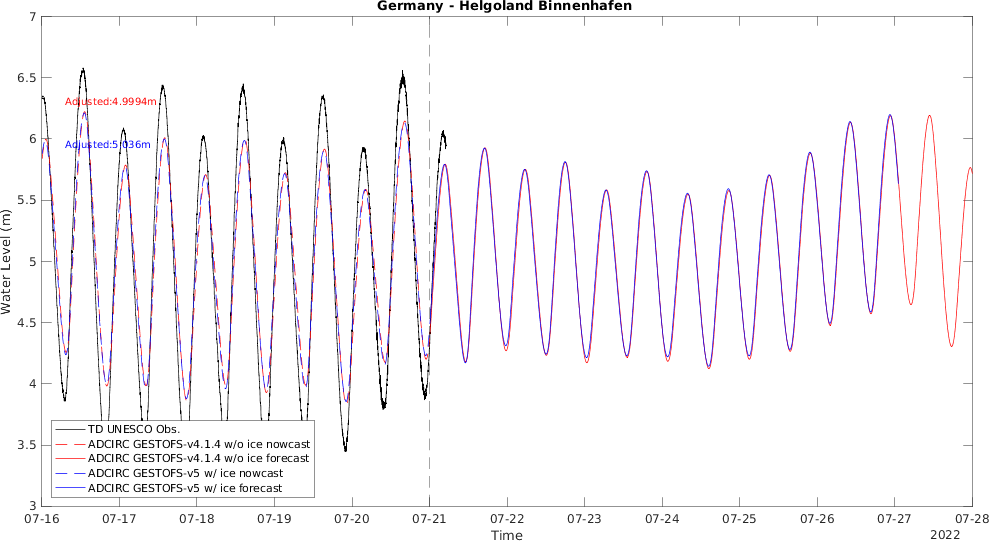 Germany - Helgoland Binnenhafen
7
6.5
6
5.5
5
4.5
4
3.5
3
Water Level (m)
Adjusted:4.9994m
Adjusted:5.036m
TD UNESCO Obs.
ADCIRC GESTOFS-v4.1.4 w/o ice nowcast
ADCIRC GESTOFS-v4.1.4 w/o ice forecast
ADCIRC GESTOFS-v5 w/ ice nowcast
ADCIRC GESTOFS-v5 w/ ice forecast
07-16 07-17 07-18 07-19 07-20 07-21 07-22 07-23 07-24 07-25 07-26 07-27 07-28
Time
2022